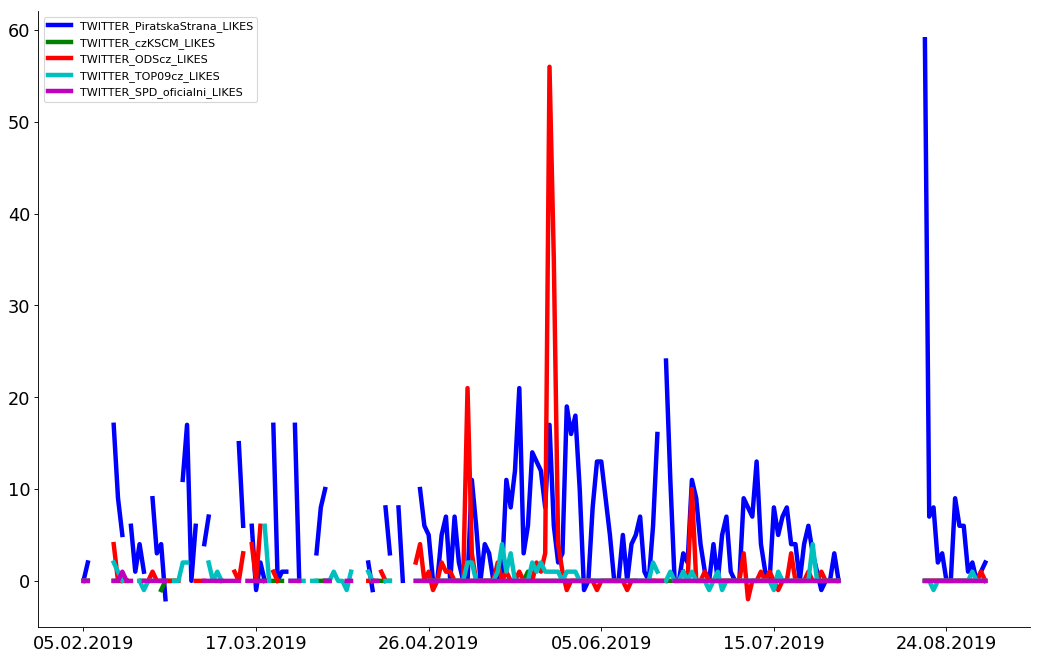 TWITTER_PiratskaStrana_LIKES
TWITTER_czKSCM_LIKES
TWITTER_ODScz_LIKES
TWITTER_TOP09cz_LIKES
TWITTER_SPD_oficialni_LIKES
60
50
40
30
20
10
0
05.02.2019 17.03.2019 26.04.2019 05.06.2019 15.07.2019 24.08.2019